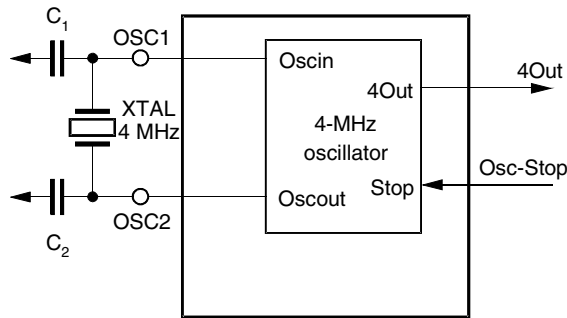 C1
OSC1
Oscin
4Out
4Out
XTAL
4 MHz
4-MHz
oscillator
Osc-Stop
Stop
Oscout
OSC2
C2